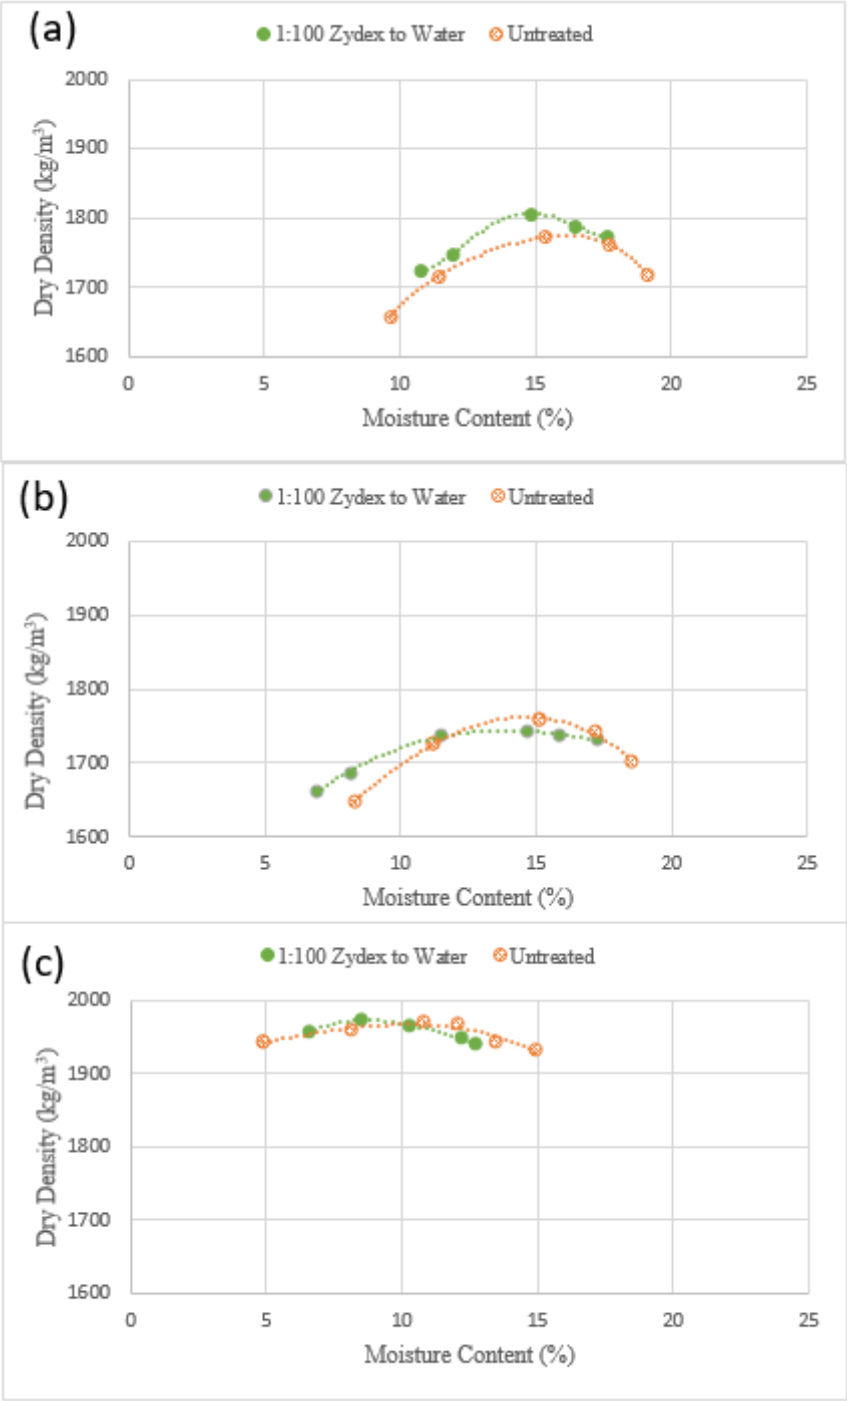 (a)
1:100 Zydex to Water Untreated
2000
1900
1800
1700
1600
Dry Density (kg/m³)
0 5 10 15 20 25
Moisture Content (%)
(b)
1:100 Zydex to Water Untreated
2000
1900
1800
1700
1600
Dry Density (kg/m³)
0 5 10 15 20 25
Moisture Content (%)
(c)
1:100 Zydex to Water Untreated
2000
1900
1800
1700
1600
Dry Density (kg/m³)
0 5 10 15 20 25
Moisture Content (%)